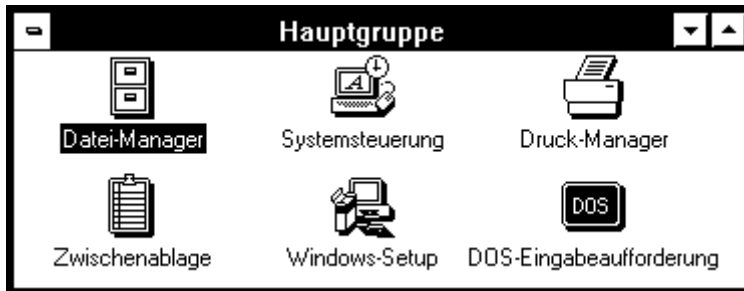 Hauptgruppe
Datei-Manager
Systemsteuerung
Druck-Manager
DOS
Zwischenablage
Windows-Setup
DOS-Eingabeaufforderung